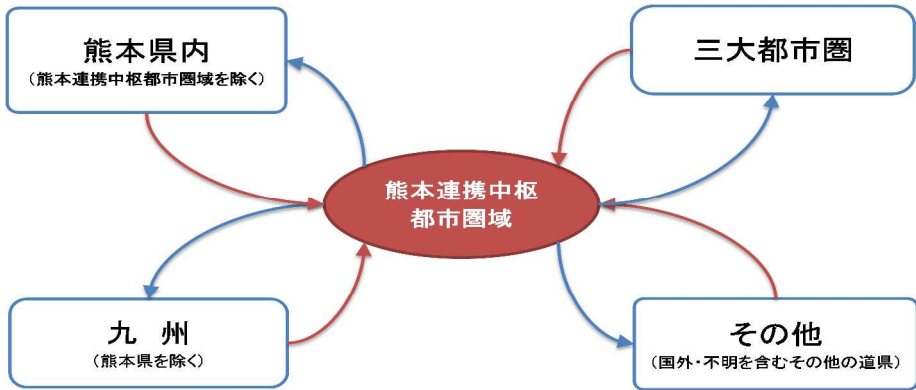 熊本県内
(熊本連携中枢都市圏域を除く)
三大都市圏
熊本連携中枢
都市圏域
九 州
(熊本県を除く)
その他
(国外・不明を含むその他の道県)